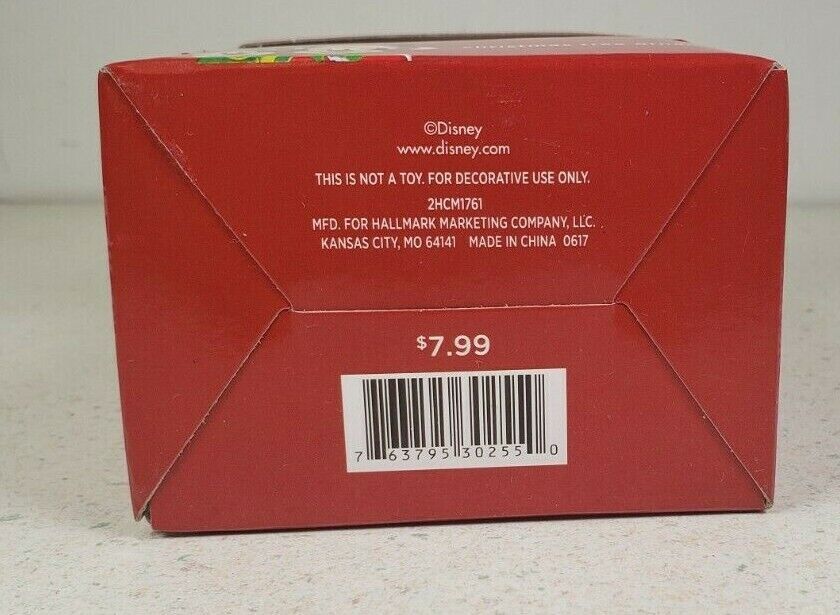 ©Disney
www.disney.com
THIS IS NOT A TOY. FOR DECORATIVE USE ONLY.
2HCM1761
MFD. FOR HALLMARK MARKETING COMPANY, LLC.
KANSAS CITY, MO 64141 MADE IN CHINA 0617
$7.99
7 63795 30255 0